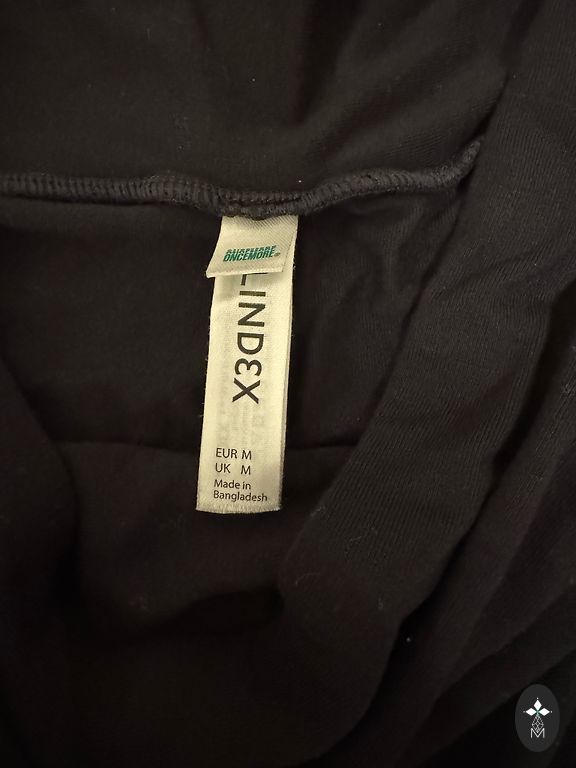 ONCEMORE®
LINDEX
EUR M
UK M
Made in
Bangladesh
M